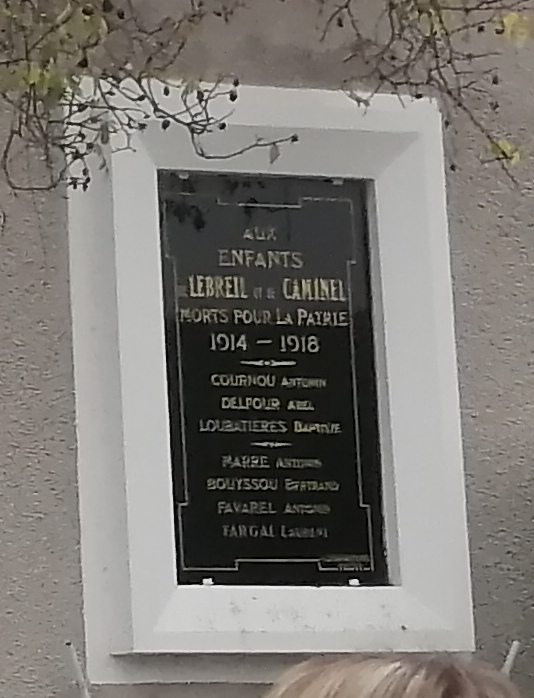 AUX
ENFANTS
DE LEBREIL ET DE CAMINEL
MORTS POUR LA PATRIE
1914 - 1918
COURNOU ANTONIN
DELPOUR ABEL
LOUBATIERES BAPTISTE
MARRE ANTONIN
BOUYSSOU BERTRAND
FAVAREL ANTONIN
FARGAL LAURENT